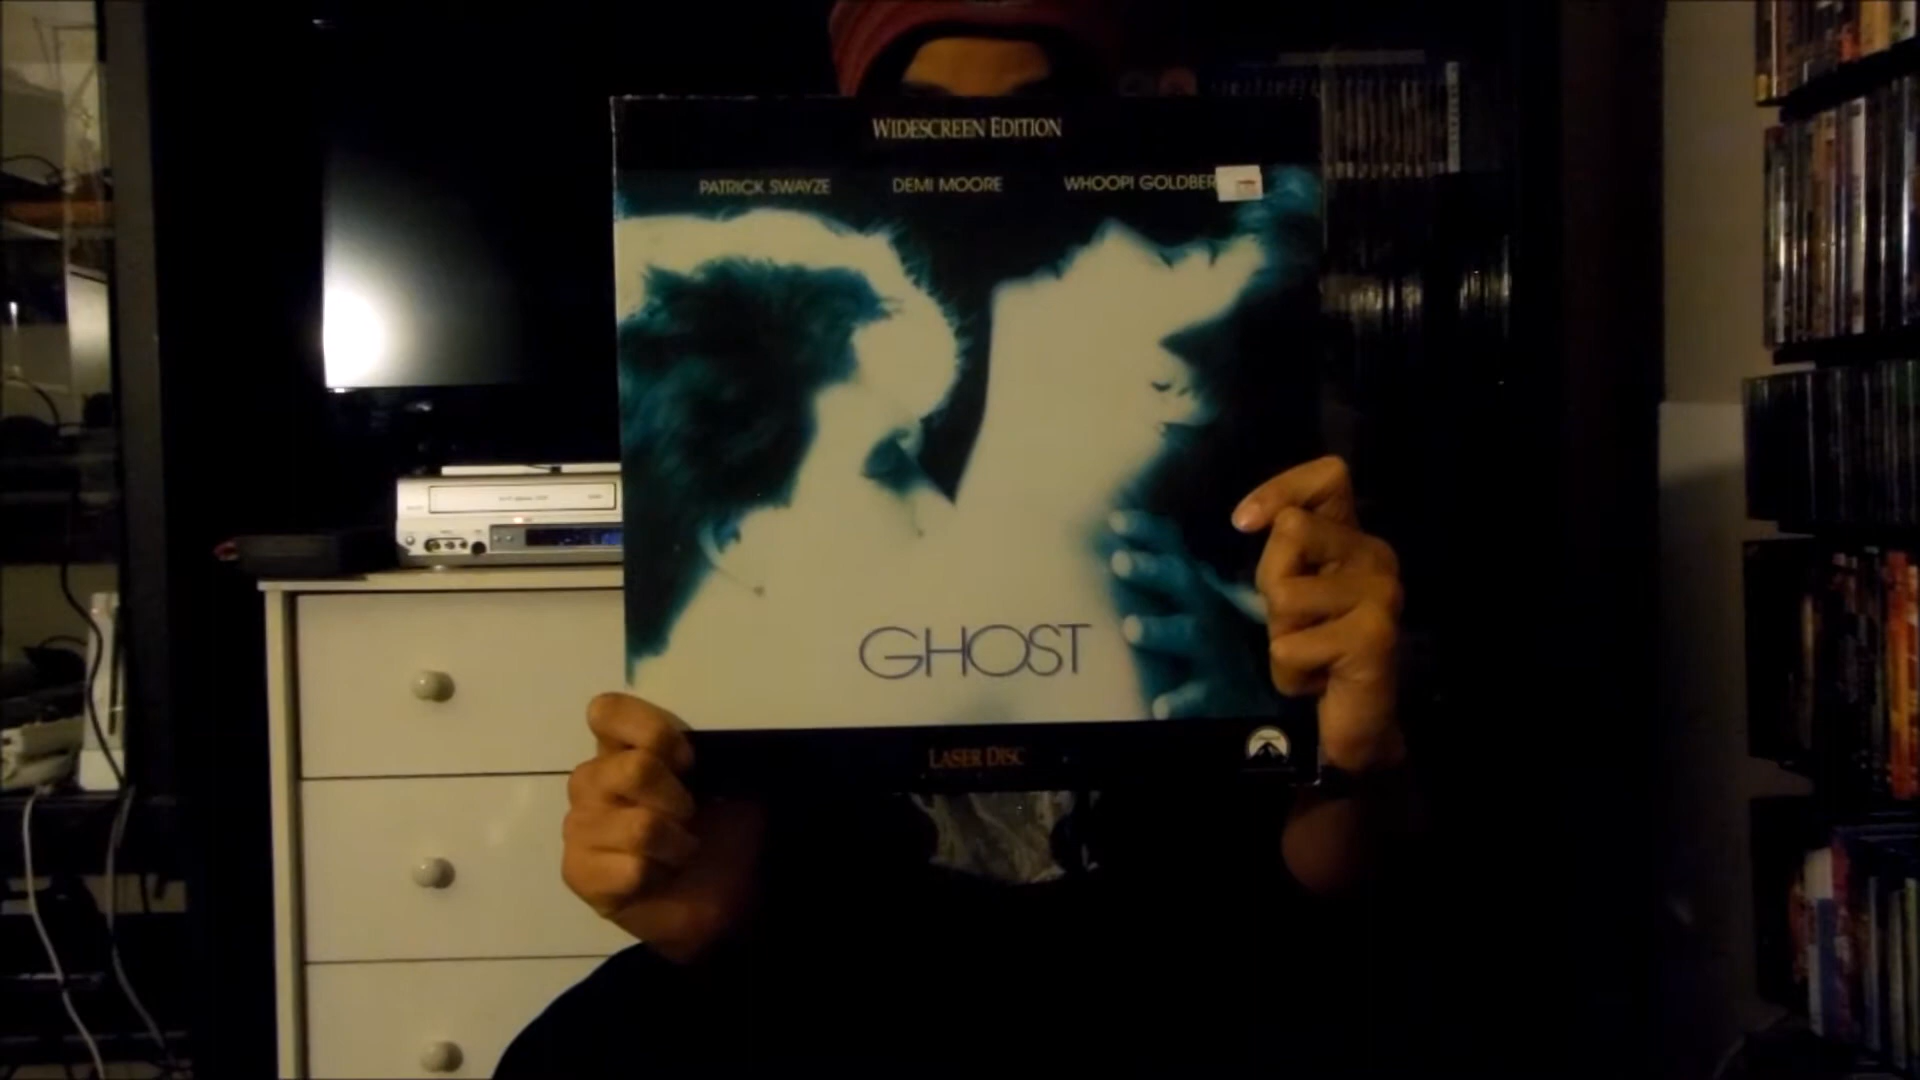 WIDESCREEN EDITION
PATRICK SWAYZE DEMI MOORE WHOOPI GOLDBER
GHOST
LASER DISC